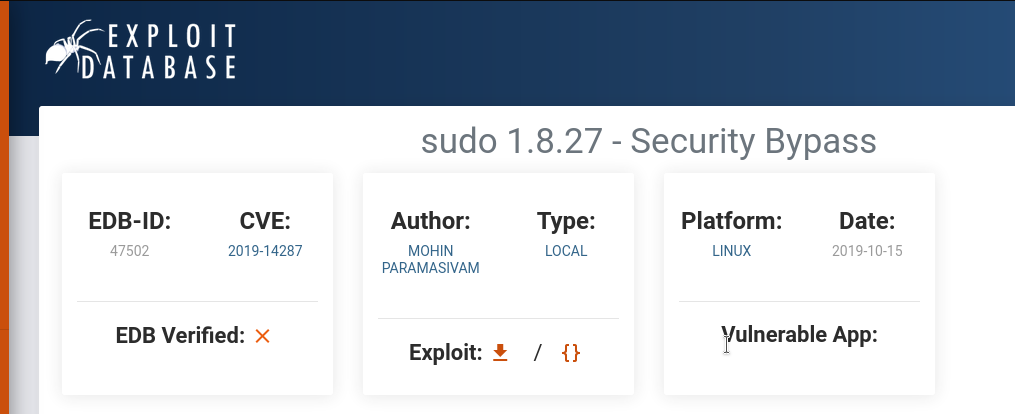 EXPLOIT
DATABASE
sudo 1.8.27 - Security Bypass
EDB-ID:
47502
CVE:
2019-14287
EDB Verified:
Author:
MOHIN
PARAMASIVAM
Type:
LOCAL
Exploit: / {}
Platform:
LINUX
Date:
2019-10-15
Vulnerable App: